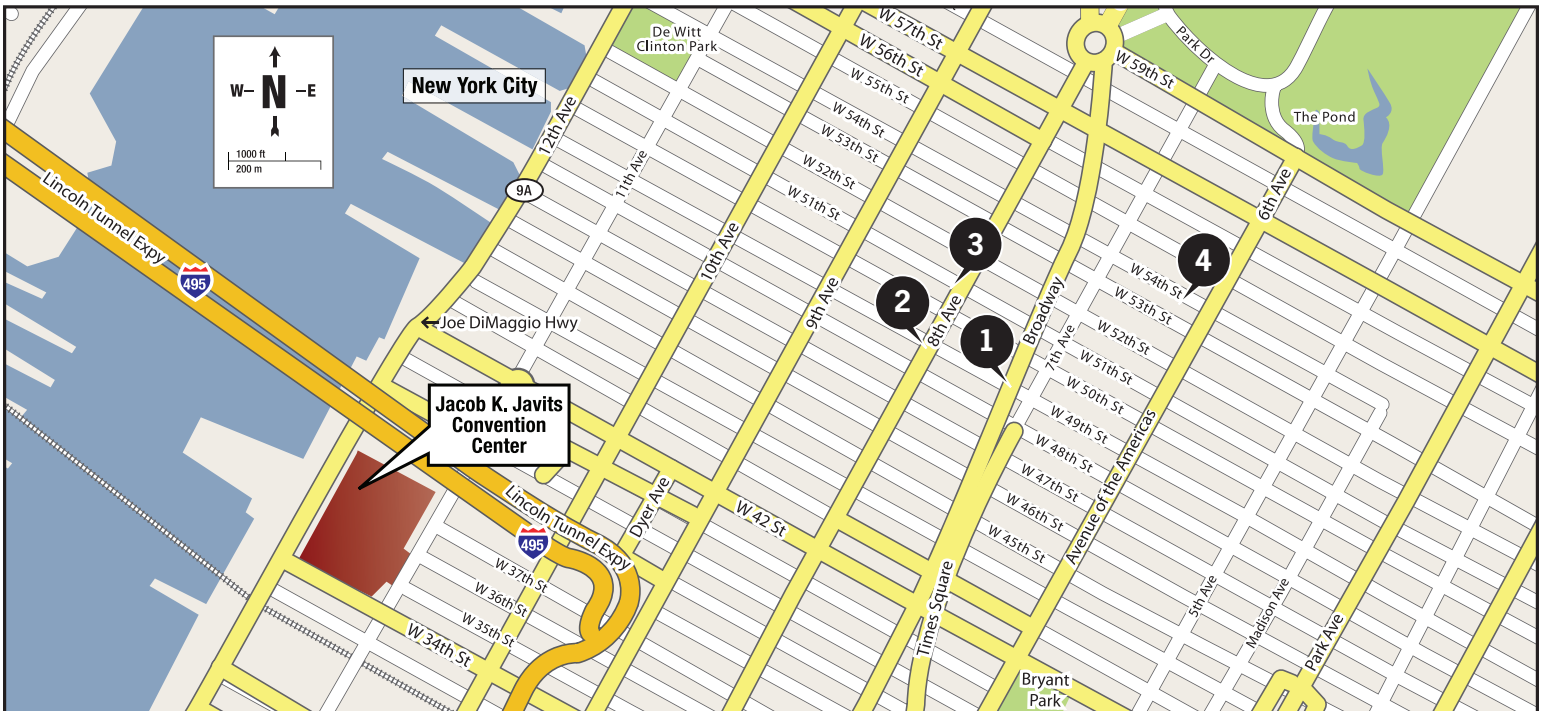 De Witt
Clinton Park
W 57th St
W 56th St
W 55th St
W 54th St
W 53th St
W 52th St
W 51th St
W 59th St
Park Dr
The Pond
N
W
E
1000 ft
200 m
New York City
12th Ave
11th Ave
9A
Lincoln Tunnel Expy
495
10th Ave
9th Ave
8th Ave
Broadway
7th Ave
6th Ave
3
4
2
1
←Joe DiMaggio Hwy
W 54th St
W 53th St
W 52th St
W 51th St
W 50th St
W 49th St
W 48th St
W 47th St
W 46th St
W 45th St
Avenue of the Americas
Jacob K. Javits
Convention
Center
Lincoln Tunnel Expy
495
Dyer Ave
W 42 St
W 37th St
W 36th St
W 35th St
W 34th St
Times Square
5th Ave
Madison Ave
Park Ave
Bryant
Park